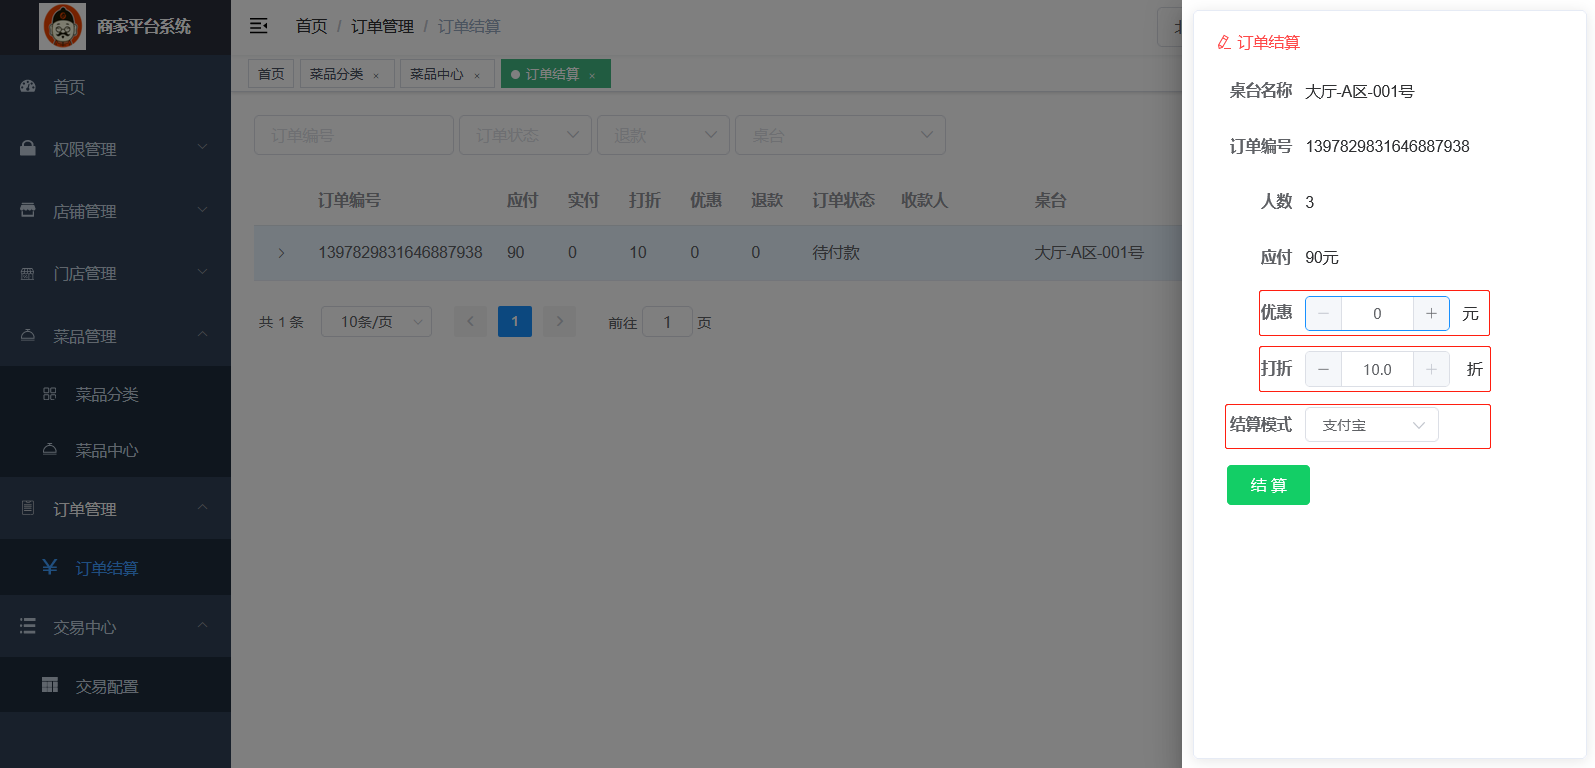 商家平台系统
首页
权限管理
店铺管理
门店管理
菜品管理
菜品分类
菜品中心
订单管理
订单结算
交易中心
交易配置
首页 / 订单管理 / 订单结算
首页 菜品分类 × 菜品中心 × 订单结算 ×
订单编号 订单状态 退款 桌台
订单编号 应付 实付 打折 优惠 退款 订单状态 收款人 桌台
1397829831646887938 90 0 10 0 0 待付款 大厅-A区-001号
共 1 条 10条/页 1 前往 1 页
订单结算
桌台名称 大厅-A区-001号
订单编号 1397829831646887938
人数 3
应付 90元
优惠 0 元
打折 10.0 折
结算模式 支付宝
结 算